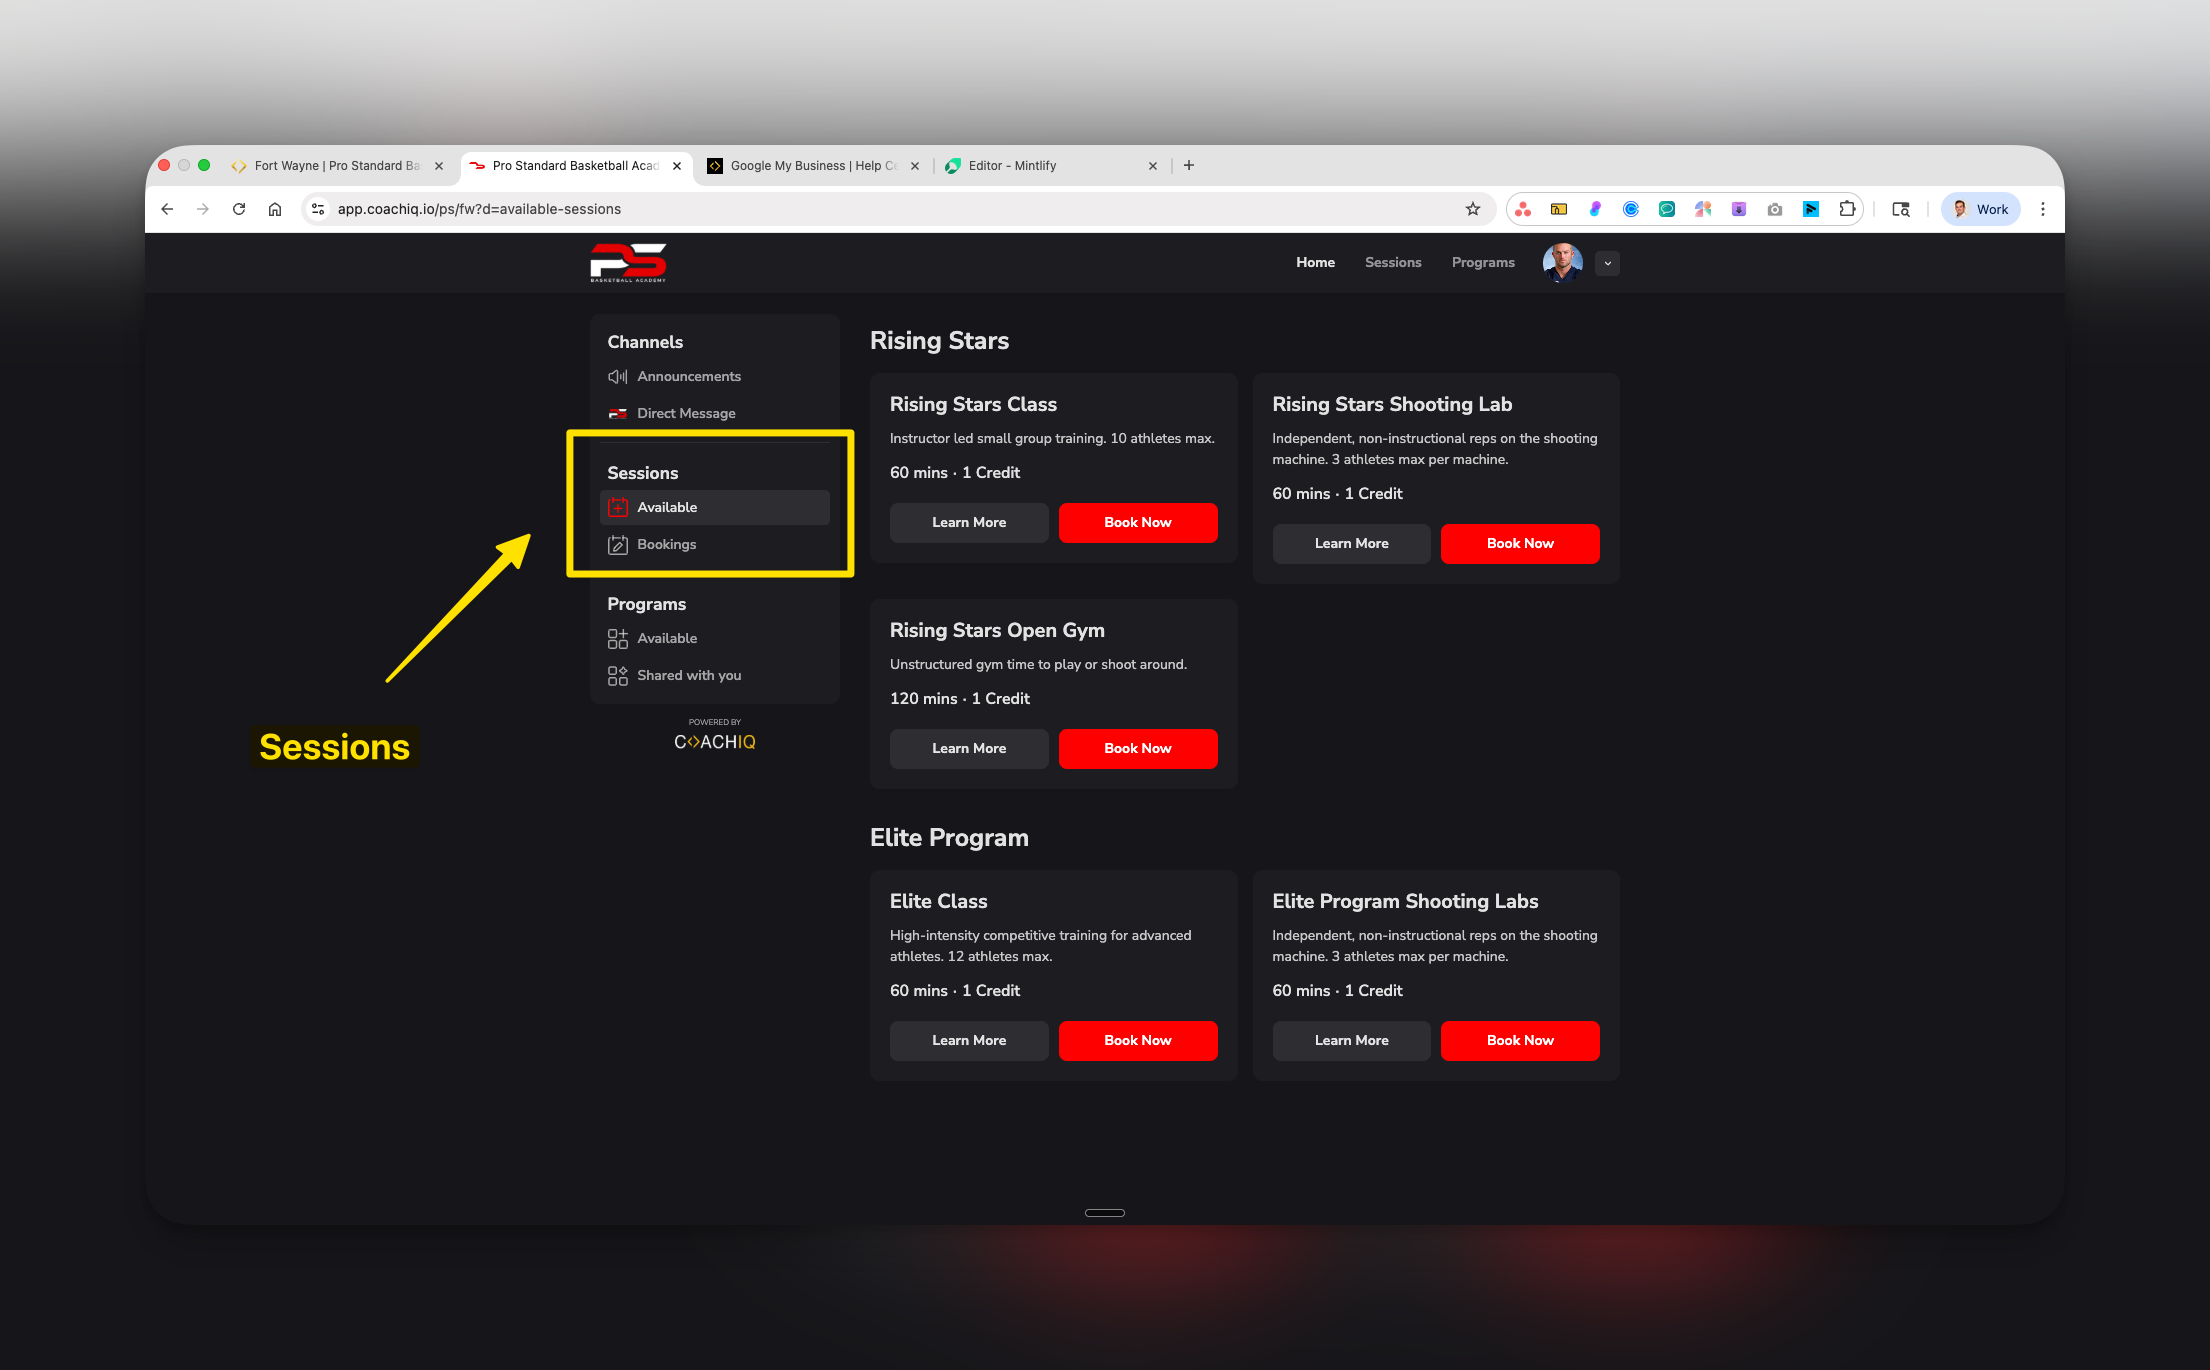 Fort Wayne | Pro Standard Ba
Pro Standard Basketball Acad
Google My Business | Help Ce
Editor - Mintlify
app.coachiq.io/ps/fw?d=available-sessions
Work
PS
BASKETBALL ACADEMY
Home
Sessions
Programs
Channels
Announcements
Direct Message
Sessions
Available
Bookings
Programs
Available
Shared with you
POWERED BY
COACHIQ
Sessions
Rising Stars
Rising Stars Class
Instructor led small group training. 10 athletes max.
60 mins · 1 Credit
Learn More
Book Now
Rising Stars Shooting Lab
Independent, non-instructional reps on the shooting
machine. 3 athletes max per machine.
60 mins · 1 Credit
Learn More
Book Now
Rising Stars Open Gym
Unstructured gym time to play or shoot around.
120 mins · 1 Credit
Learn More
Book Now
Elite Program
Elite Class
High-intensity competitive training for advanced
athletes. 12 athletes max.
60 mins · 1 Credit
Learn More
Book Now
Elite Program Shooting Labs
Independent, non-instructional reps on the shooting
machine. 3 athletes max per machine.
60 mins · 1 Credit
Learn More
Book Now